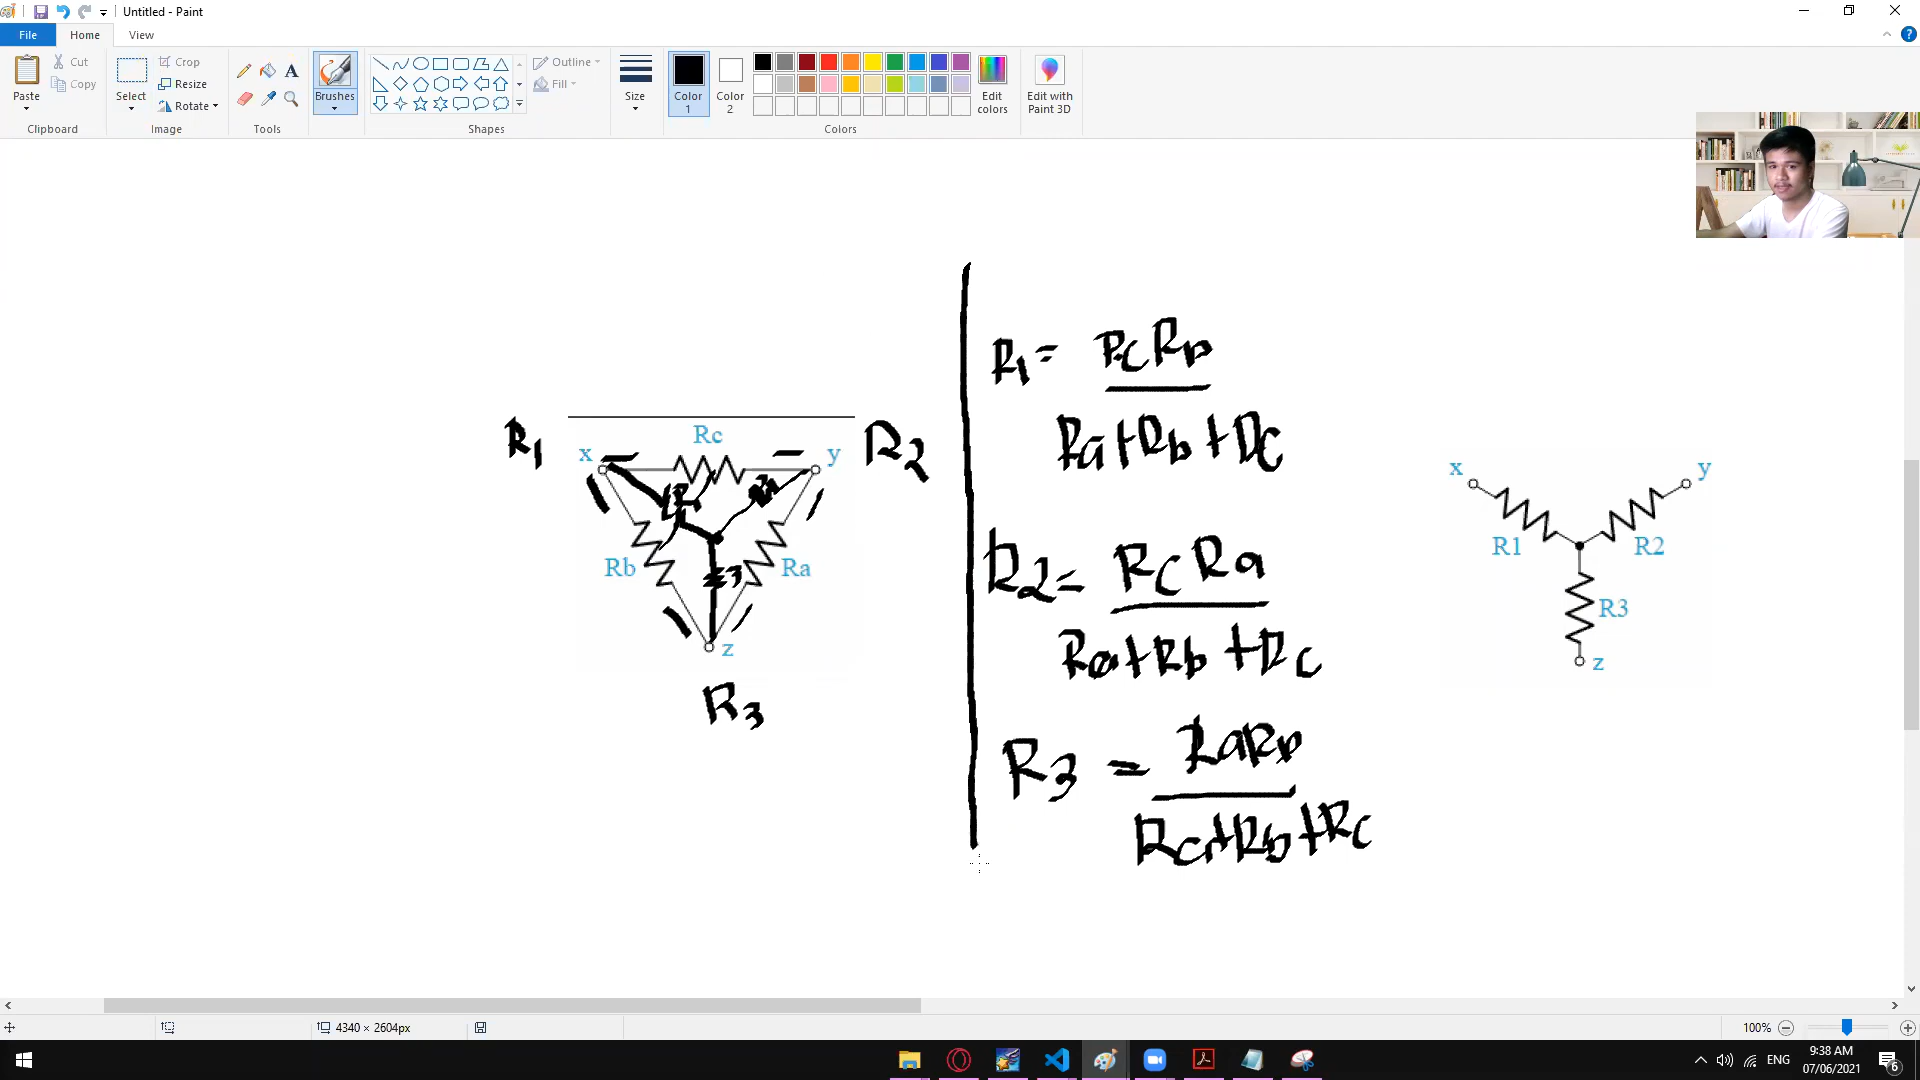 Untitled - Paint
File Home View
Paste
Cut
Copy
Clipboard
Select
Crop
Resize
Rotate
Image
Tools
Brushes
Shapes
Outline
Fill
Size
Color 1
Color 2
Colors
Edit colors
Edit with Paint 3D
R1 = RcRb
Ra+Rb+Rc
R1
x
Rc
y
R2
Rb
Ra
z
R3
R2 = RcRa
Ra+Rb+Rc
R3 = RaRb
Ra+Rb+Rc
x
y
R1
R2
R3
z
4340 × 2604px
100%
ENG
9:38 AM
07/06/2021
6